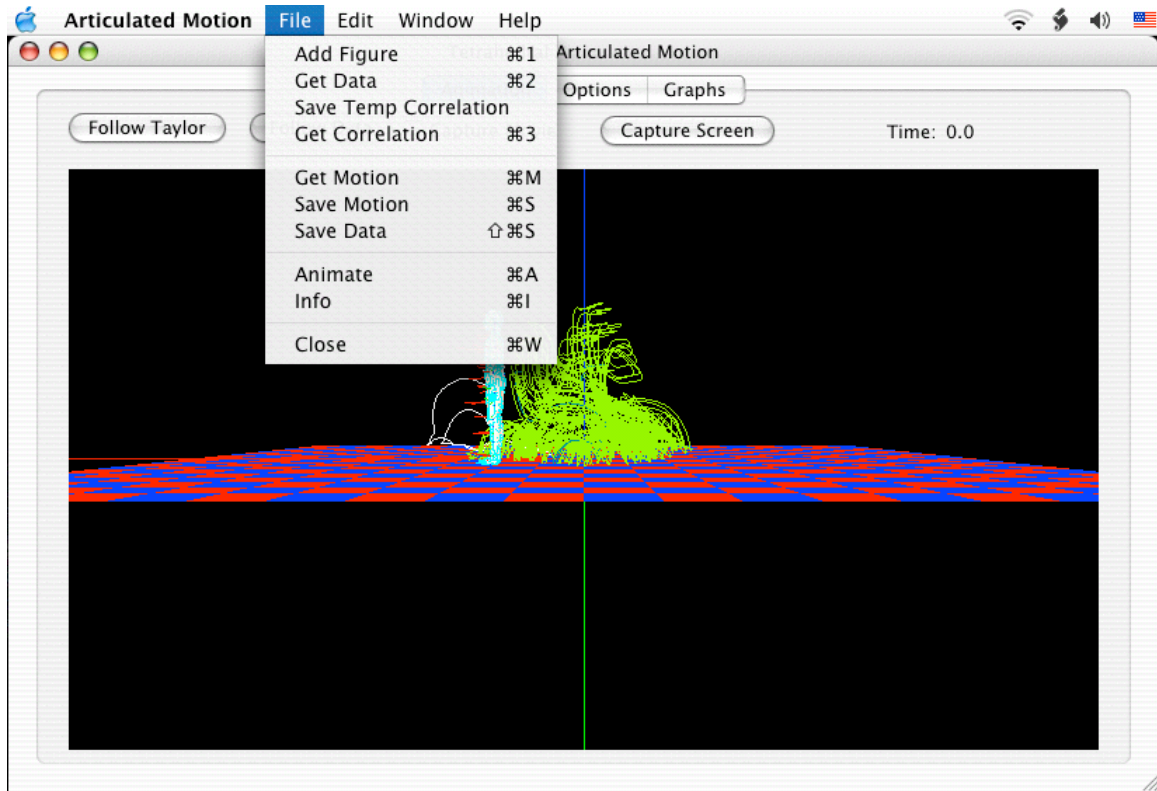 Articulated Motion File Edit Window Help
Articulated Motion
Options Graphs
Follow Taylor Capture Screen Time: 0.0
Add Figure ⌘1
Get Data ⌘2
Save Temp Correlation
Get Correlation ⌘3
Get Motion ⌘M
Save Motion ⌘S
Save Data ⇧⌘S
Animate ⌘A
Info ⌘I
Close ⌘W